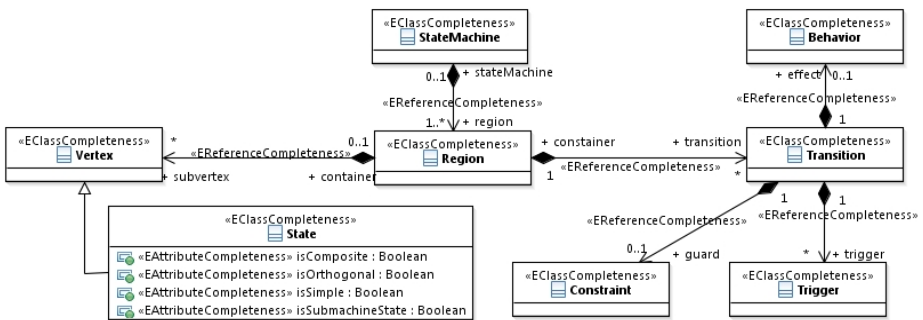 «EClassCompleteness»
StateMachine
«EClassCompleteness»
Behavior
0..1
+ stateMachine
+ effect
0..1
«EReferenceCompleteness»
«EReferenceCompleteness»
1..*
+ region
1
«EClassCompleteness»
Vertex
*
«EReferenceCompleteness»
0..1
+ subvertex
+ container
«EClassCompleteness»
Region
+ constainer
+ transition
«EReferenceCompleteness»
1
*
«EClassCompleteness»
Transition
1
1
«EReferenceCompleteness»
«EReferenceCompleteness»
«EClassCompleteness»
State
«EAttributeCompleteness» isComposite : Boolean
«EAttributeCompleteness» isOrthogonal : Boolean
«EAttributeCompleteness» isSimple : Boolean
«EAttributeCompleteness» isSubmachineState : Boolean
0..1
+ guard
*
+ trigger
«EClassCompleteness»
Constraint
«EClassCompleteness»
Trigger